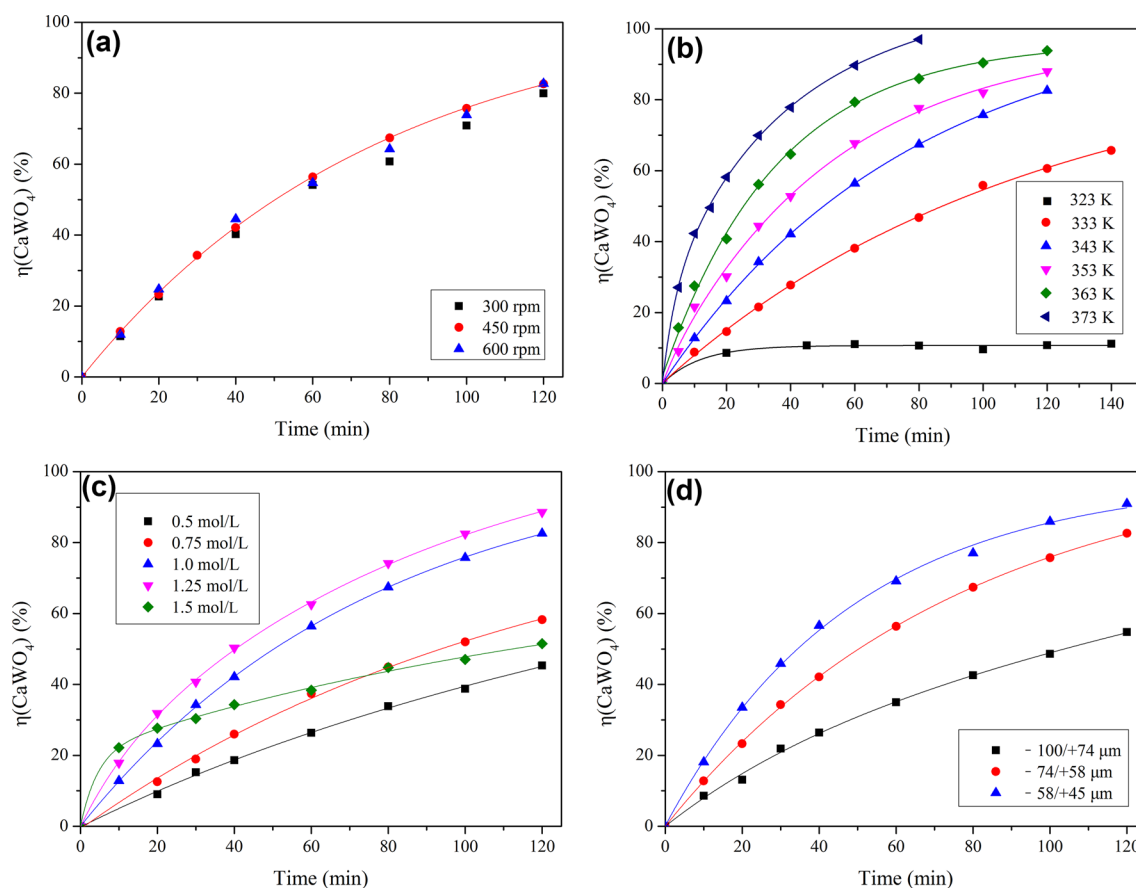 (a)
100
80
60
40
20
0
η(CaWO₄) (%)
300 rpm
450 rpm
600 rpm
0 20 40 60 80 100 120
Time (min)
(b)
100
80
60
40
20
0
η(CaWO₄) (%)
323 K
333 K
343 K
353 K
363 K
373 K
0 20 40 60 80 100 120 140
Time (min)
(c)
100
80
60
40
20
0
η(CaWO₄) (%)
0.5 mol/L
0.75 mol/L
1.0 mol/L
1.25 mol/L
1.5 mol/L
0 20 40 60 80 100 120
Time (min)
(d)
100
80
60
40
20
0
η(CaWO₄) (%)
- 100/+74 μm
- 74/+58 μm
- 58/+45 μm
0 20 40 60 80 100 120
Time (min)